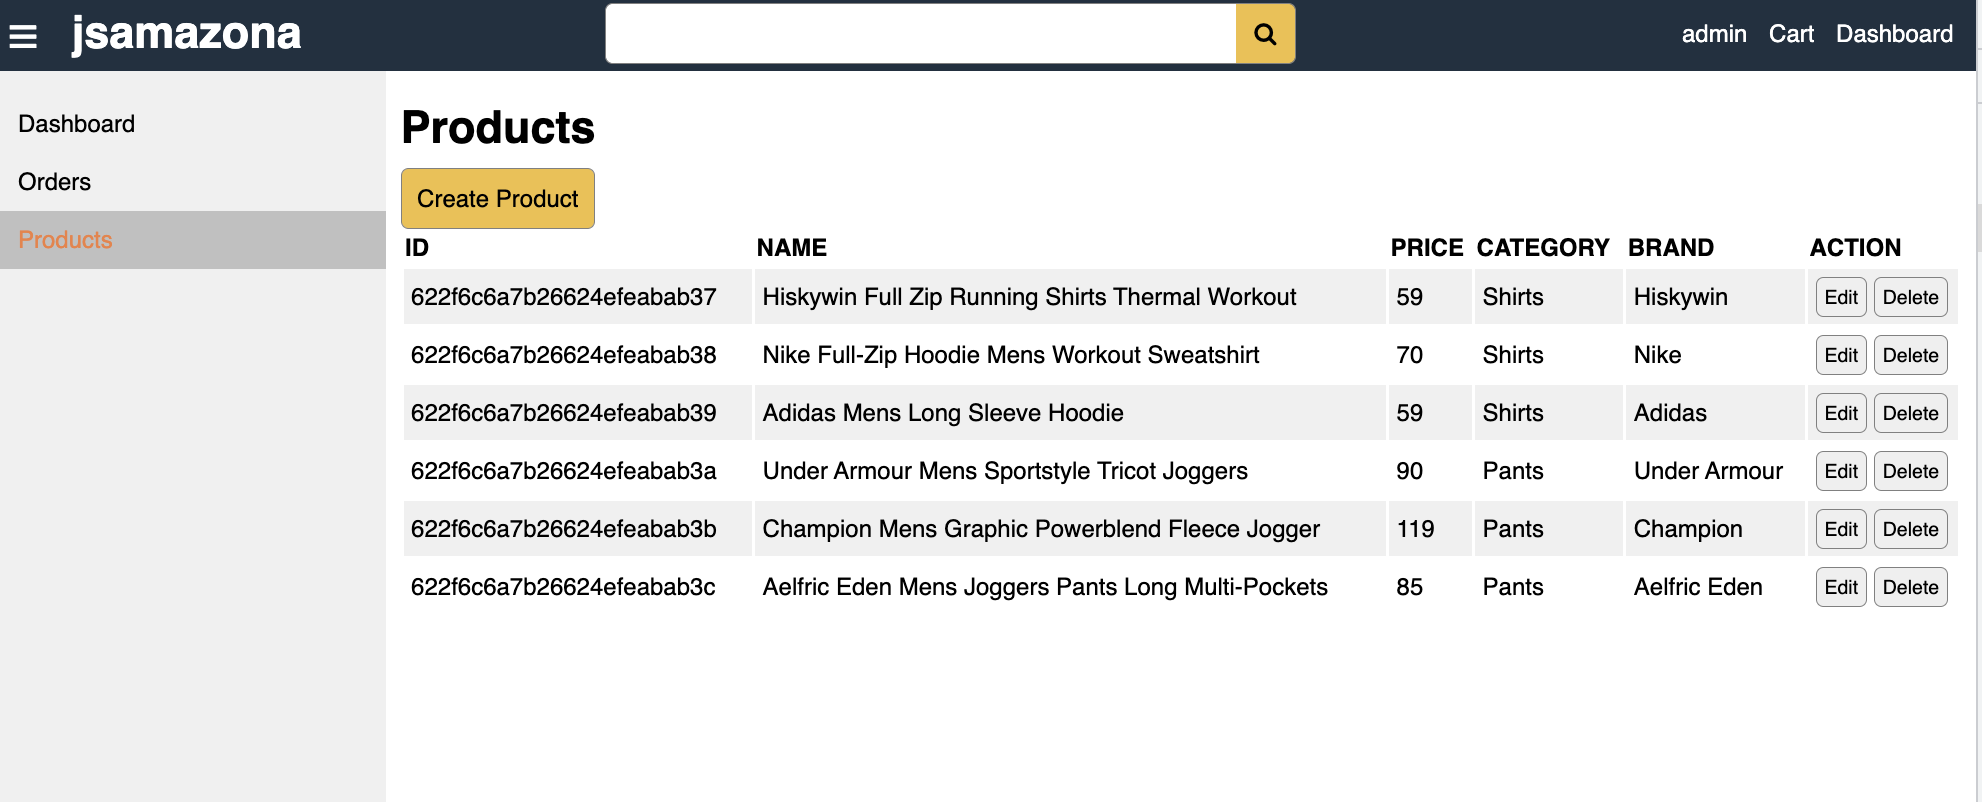 jsamazona admin Cart Dashboard
Dashboard
Orders
Products
Products
Create Product
ID NAME PRICE CATEGORY BRAND ACTION
622f6c6a7b26624efeabab37 Hiskywin Full Zip Running Shirts Thermal Workout 59 Shirts Hiskywin Edit Delete
622f6c6a7b26624efeabab38 Nike Full-Zip Hoodie Mens Workout Sweatshirt 70 Shirts Nike Edit Delete
622f6c6a7b26624efeabab39 Adidas Mens Long Sleeve Hoodie 59 Shirts Adidas Edit Delete
622f6c6a7b26624efeabab3a Under Armour Mens Sportstyle Tricot Joggers 90 Pants Under Armour Edit Delete
622f6c6a7b26624efeabab3b Champion Mens Graphic Powerblend Fleece Jogger 119 Pants Champion Edit Delete
622f6c6a7b26624efeabab3c Aelfric Eden Mens Joggers Pants Long Multi-Pockets 85 Pants Aelfric Eden Edit Delete